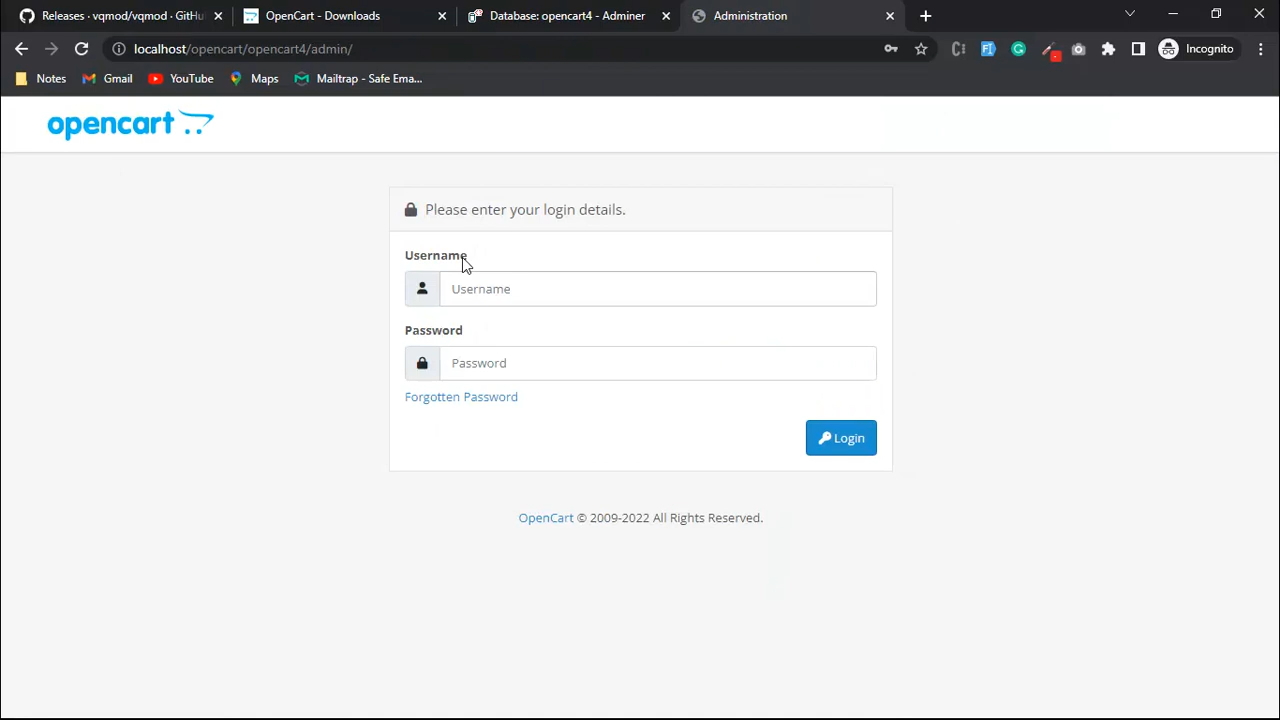 Releases · vqmod/vqmod · GitHu
OpenCart - Downloads
Database: opencart4 - Adminer
Administration
localhost/opencart/opencart4/admin/
Incognito
Notes
Gmail
YouTube
Maps
Mailtrap - Safe Ema...
opencart
Please enter your login details.
Username
Username
Password
Password
Forgotten Password
Login
OpenCart © 2009-2022 All Rights Reserved.